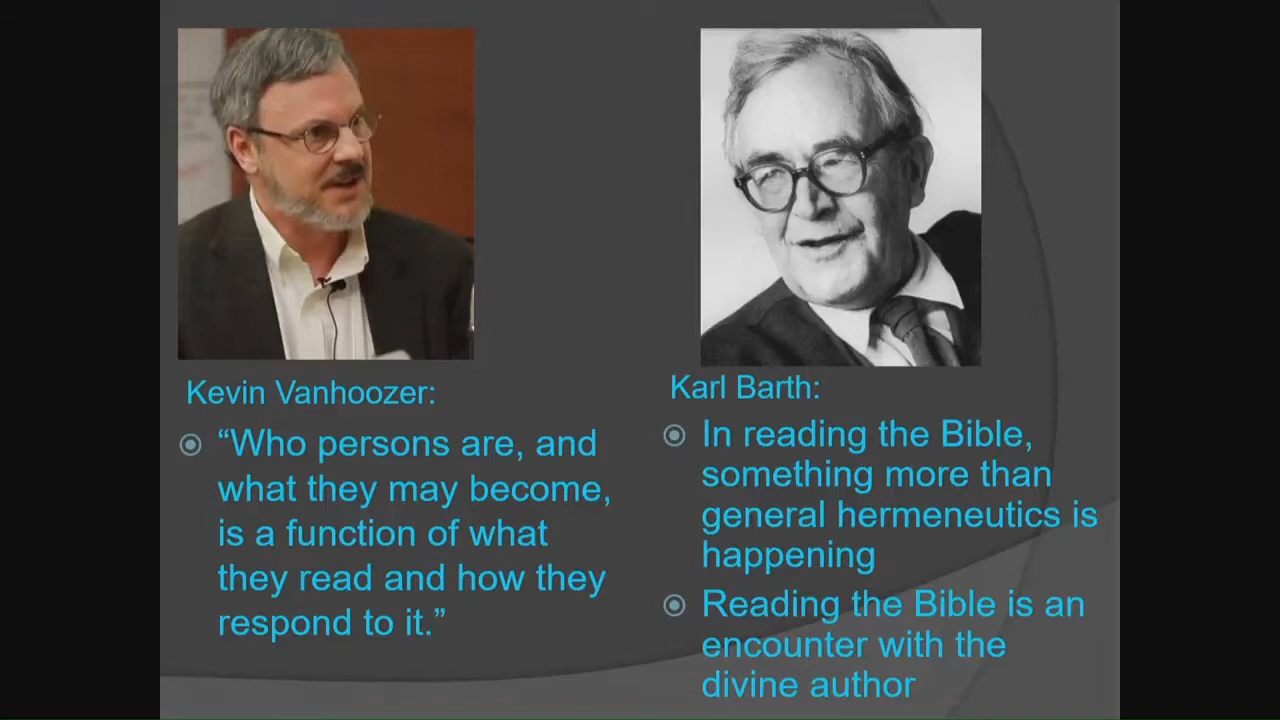 Kevin Vanhoozer:
“Who persons are, and
what they may become,
is a function of what
they read and how they
respond to it.”
Karl Barth:
In reading the Bible,
something more than
general hermeneutics is
happening
Reading the Bible is an
encounter with the
divine author